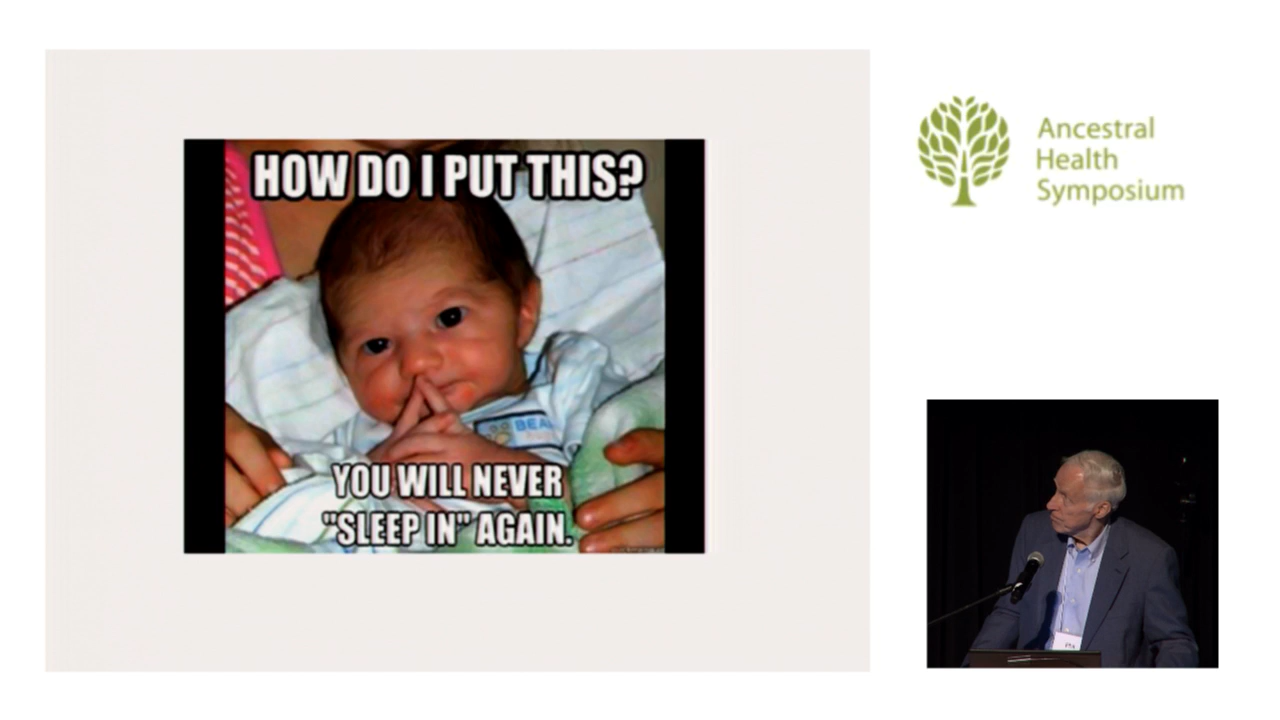 HOW DO I PUT THIS?
YOU WILL NEVER
"SLEEP IN" AGAIN.
Ancestral
Health
Symposium